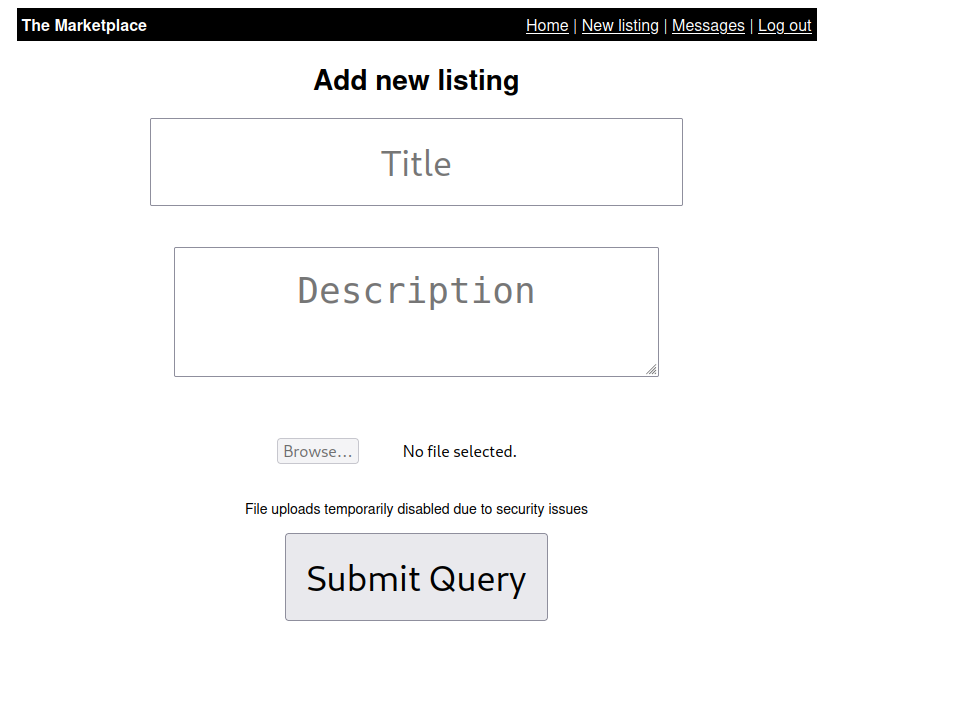 The Marketplace
Home | New listing | Messages | Log out
Add new listing
Title
Description
Browse...
No file selected.
File uploads temporarily disabled due to security issues
Submit Query